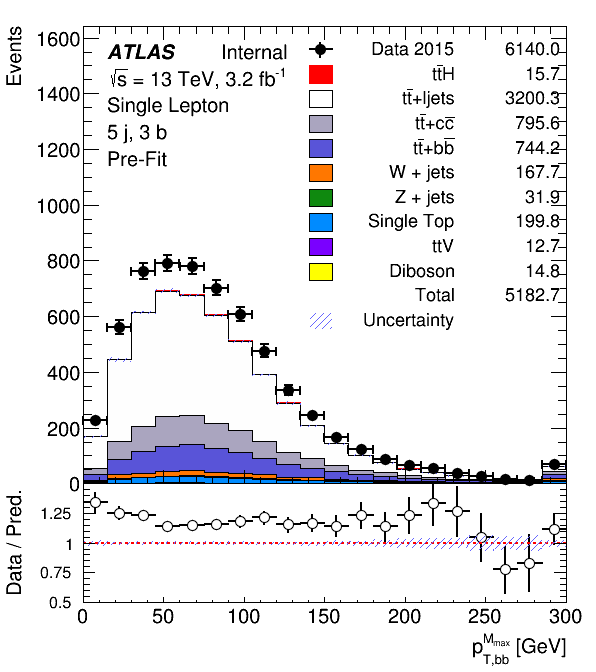 Events
1600
1400
1200
1000
800
600
400
200
0
ATLAS Internal
√s = 13 TeV, 3.2 fb⁻¹
Single Lepton
5 j, 3 b
Pre-Fit
Data 2015 6140.0
tt̄H 15.7
tt̄+ljets 3200.3
tt̄+cc̄ 795.6
tt̄+bb̄ 744.2
W + jets 167.7
Z + jets 31.9
Single Top 199.8
ttV 12.7
Diboson 14.8
Total 5182.7
Uncertainty
Data / Pred.
1.25
1
0.75
0.5
0 50 100 150 200 250 300
p_{T,bb}^{M_{max}} [GeV]